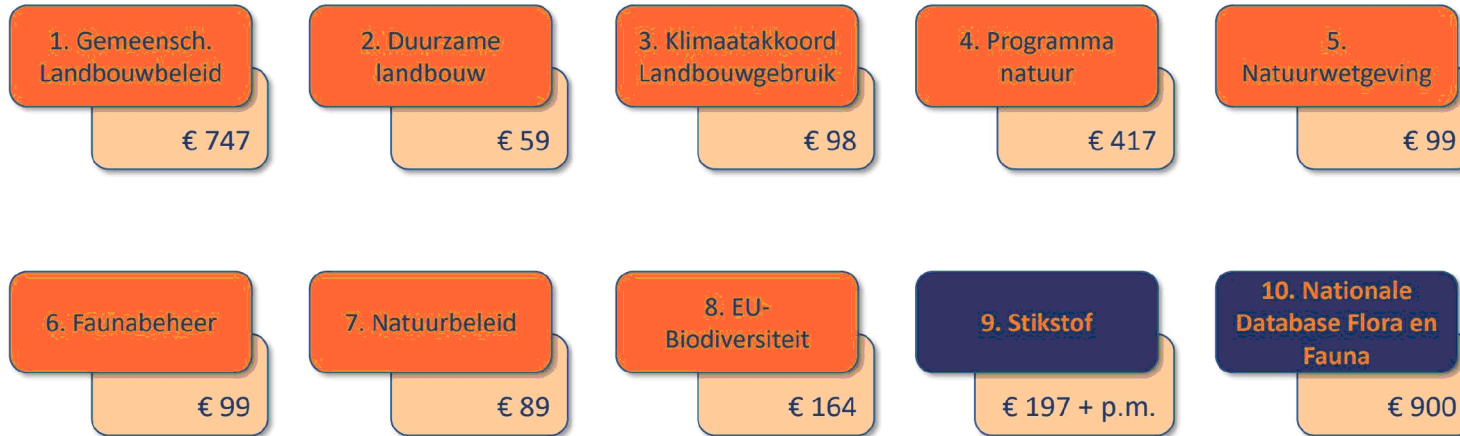 1. Gemeensch.
Landbouwbeleid
€ 747
2. Duurzame
landbouw
€ 59
3. Klimaatakkoord
Landbouwgebruik
€ 98
4. Programma
natuur
€ 417
5.
Natuurwetgeving
€ 99
6. Faunabeheer
€ 99
7. Natuurbeleid
€ 89
8. EU-
Biodiversiteit
€ 164
9. Stikstof
€ 197 + p.m.
10. Nationale
Database Flora en
Fauna
€ 900